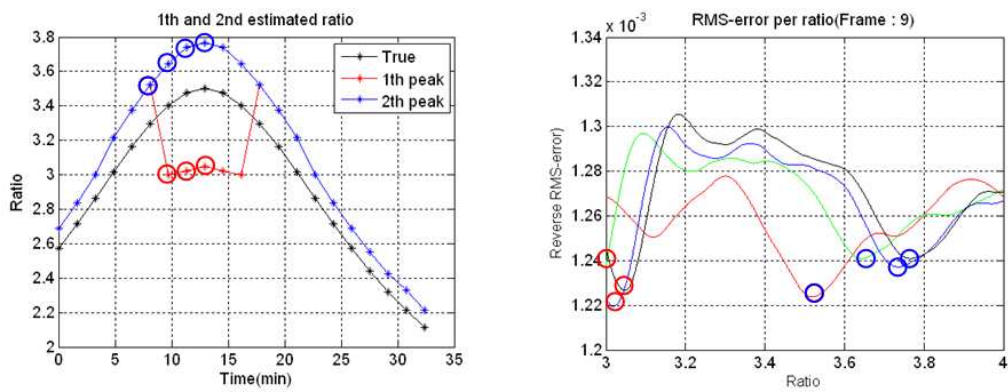 1th and 2nd estimated ratio
3.8
3.6
3.4
3.2
3
2.8
2.6
2.4
2.2
2
Ratio
True
1th peak
2th peak
0 5 10 15 20 25 30 35
Time(min)
RMS-error per ratio(Frame : 9)
x 10^-3
1.34
1.32
1.3
1.28
1.26
1.24
1.22
1.2
Reverse RMS-error)
3 3.2 3.4 3.6 3.8 4
Ratio